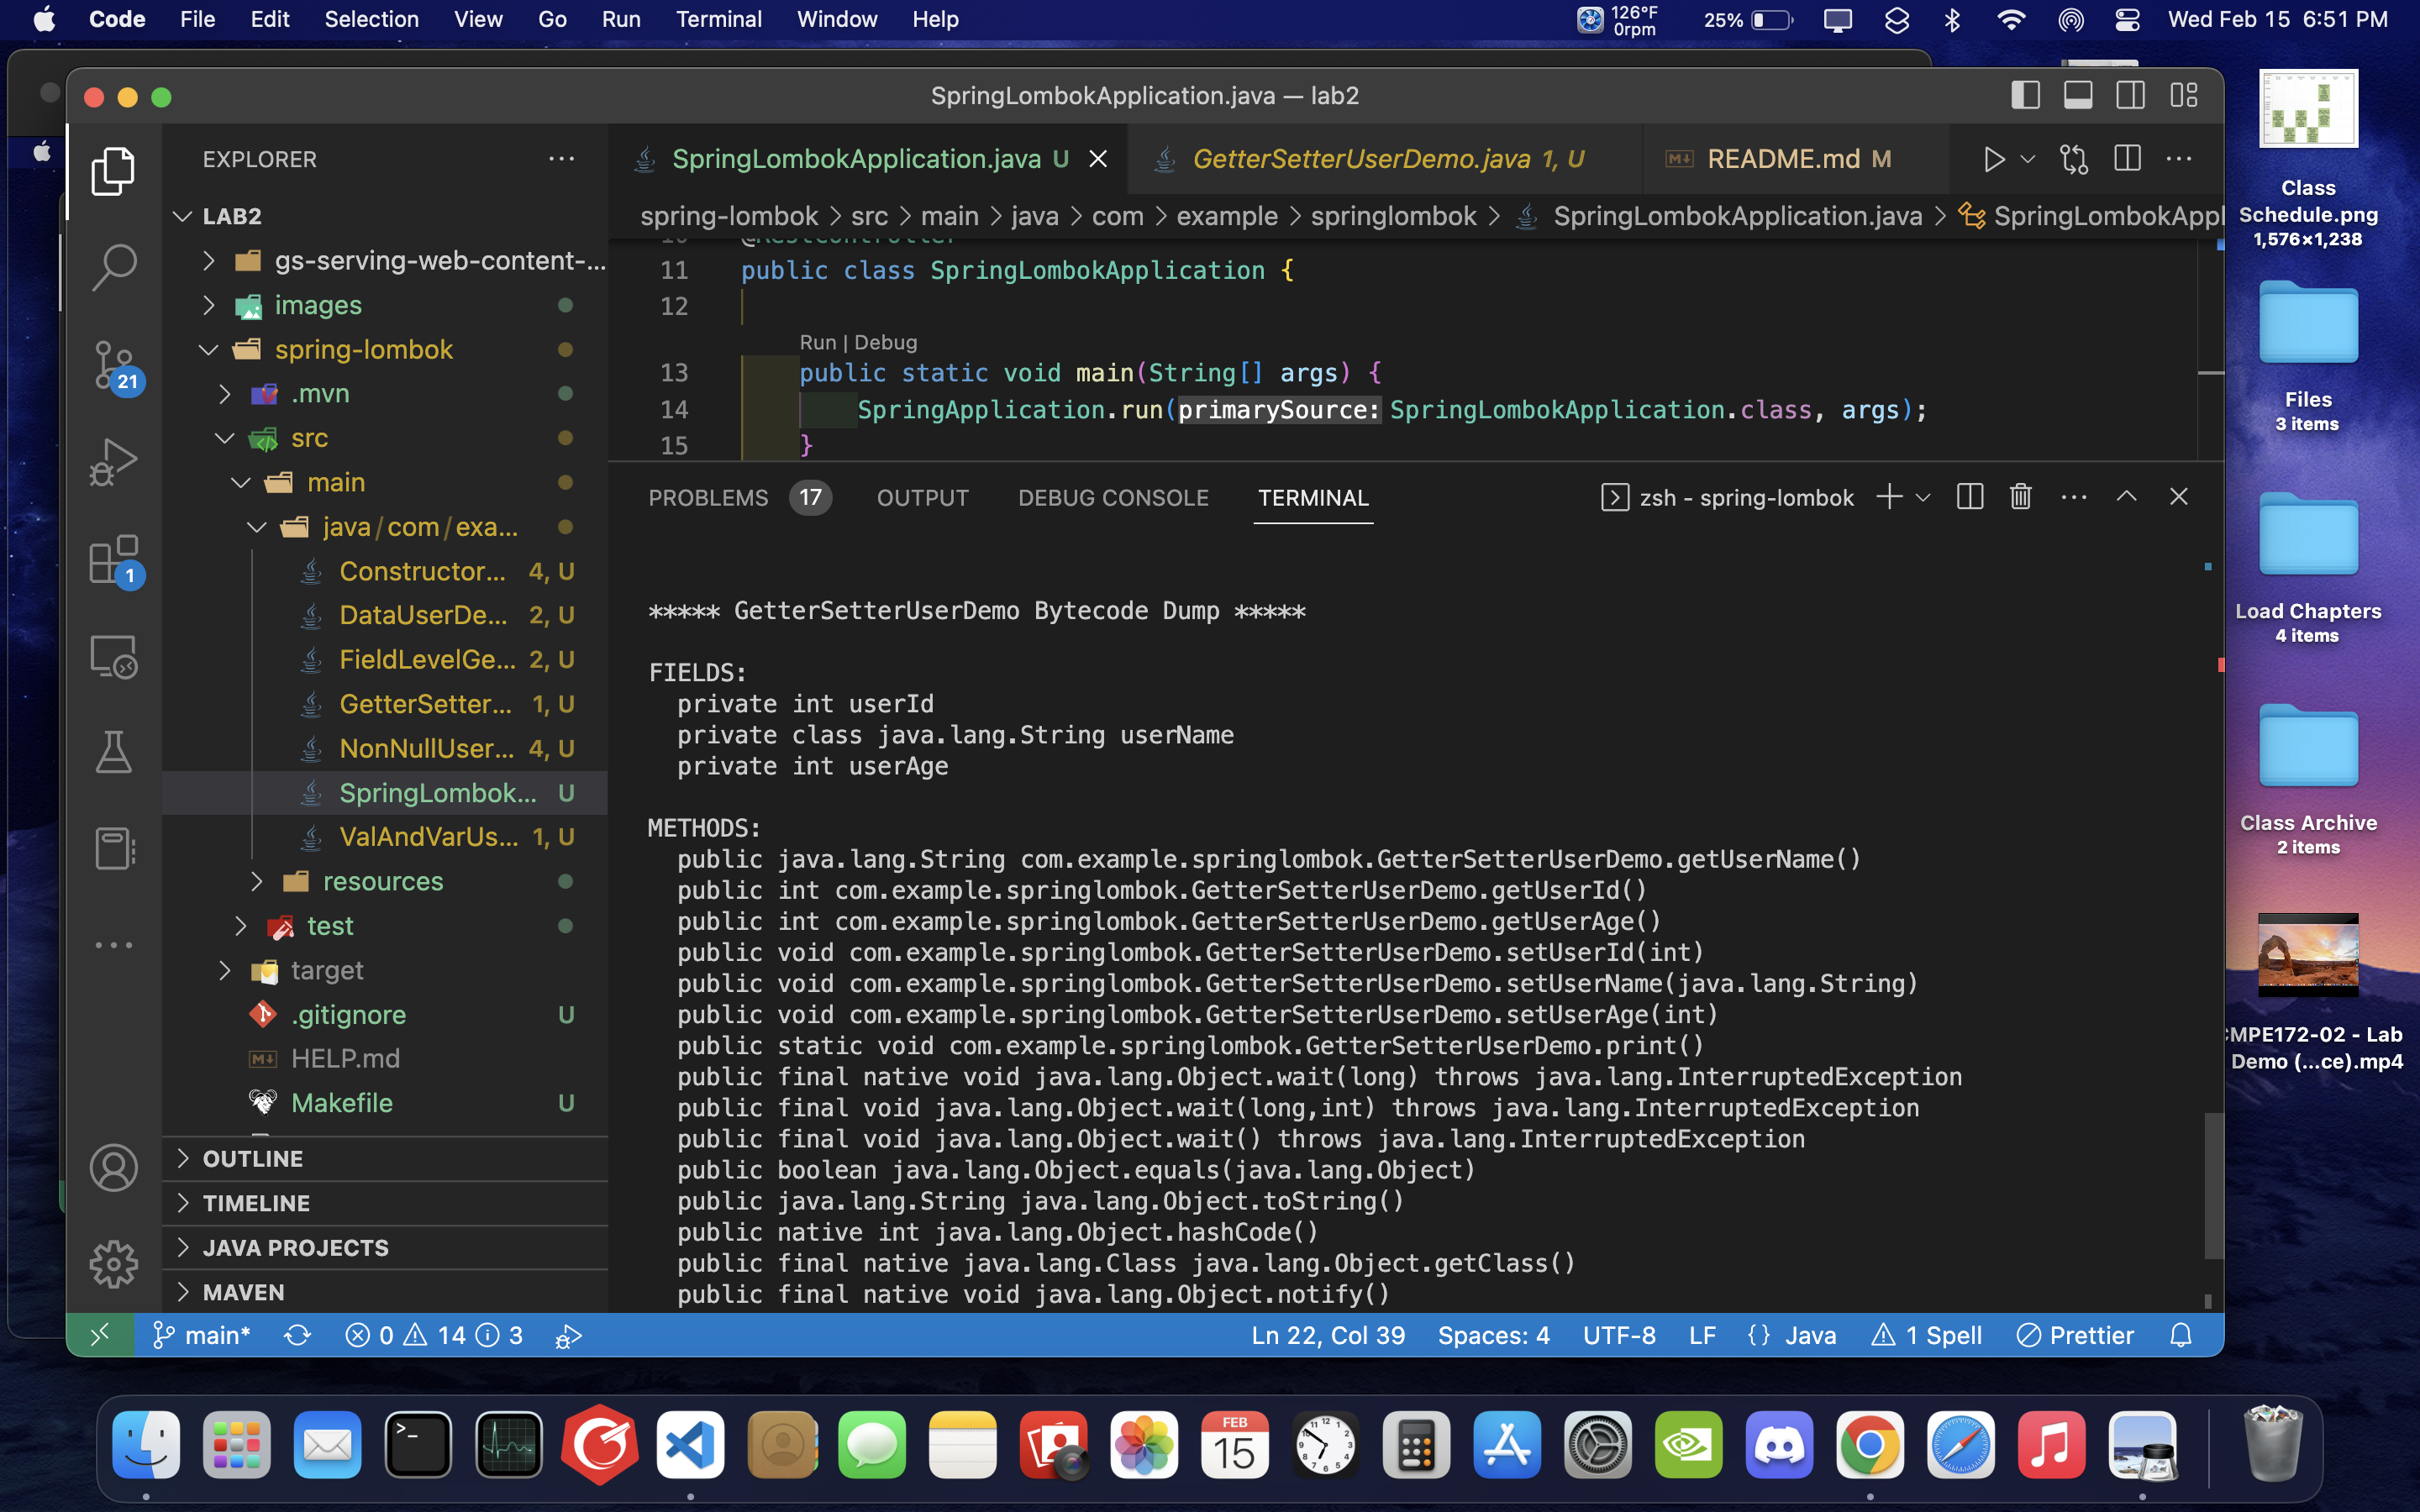 Code File Edit Selection View Go Run Terminal Window Help 126°F 0rpm 25% Wed Feb 15 6:51 PM
SpringLombokApplication.java — lab2
EXPLORER
LAB2
gs-serving-web-content-...
images
spring-lombok
.mvn
src
main
java/com/exa...
Constructor... 4, U
DataUserDe... 2, U
FieldLevelGe... 2, U
GetterSetter... 1, U
NonNullUser... 4, U
SpringLombok... U
ValAndVarUs... 1, U
resources
test
target
.gitignore U
HELP.md
Makefile U
OUTLINE
TIMELINE
JAVA PROJECTS
MAVEN
21
1
SpringLombokApplication.java U GetterSetterUserDemo.java 1, U README.md M
spring-lombok > src > main > java > com > example > springlombok > SpringLombokApplication.java > SpringLombokAppl
10 @RestController
11 public class SpringLombokApplication {
12
Run | Debug
13 public static void main(String[] args) {
14 SpringApplication.run(primarySource: SpringLombokApplication.class, args);
15 }
PROBLEMS 17 OUTPUT DEBUG CONSOLE TERMINAL zsh - spring-lombok
***** GetterSetterUserDemo Bytecode Dump *****
FIELDS:
private int userId
private class java.lang.String userName
private int userAge
METHODS:
public java.lang.String com.example.springlombok.GetterSetterUserDemo.getUserName()
public int com.example.springlombok.GetterSetterUserDemo.getUserId()
public int com.example.springlombok.GetterSetterUserDemo.getUserAge()
public void com.example.springlombok.GetterSetterUserDemo.setUserId(int)
public void com.example.springlombok.GetterSetterUserDemo.setUserName(java.lang.String)
public void com.example.springlombok.GetterSetterUserDemo.setUserAge(int)
public static void com.example.springlombok.GetterSetterUserDemo.print()
public final native void java.lang.Object.wait(long) throws java.lang.InterruptedException
public final void java.lang.Object.wait(long,int) throws java.lang.InterruptedException
public final void java.lang.Object.wait() throws java.lang.InterruptedException
public boolean java.lang.Object.equals(java.lang.Object)
public java.lang.String java.lang.Object.toString()
public native int java.lang.Object.hashCode()
public final native java.lang.Class java.lang.Object.getClass()
public final native void java.lang.Object.notify()
main* 0 14 3 Ln 22, Col 39 Spaces: 4 UTF-8 LF {} Java 1 Spell Prettier
Class
Schedule.png
1,576×1,238
Files
3 items
Load Chapters
4 items
Class Archive
2 items
CMPE172-02 - Lab
Demo (...ce).mp4
FEB
15